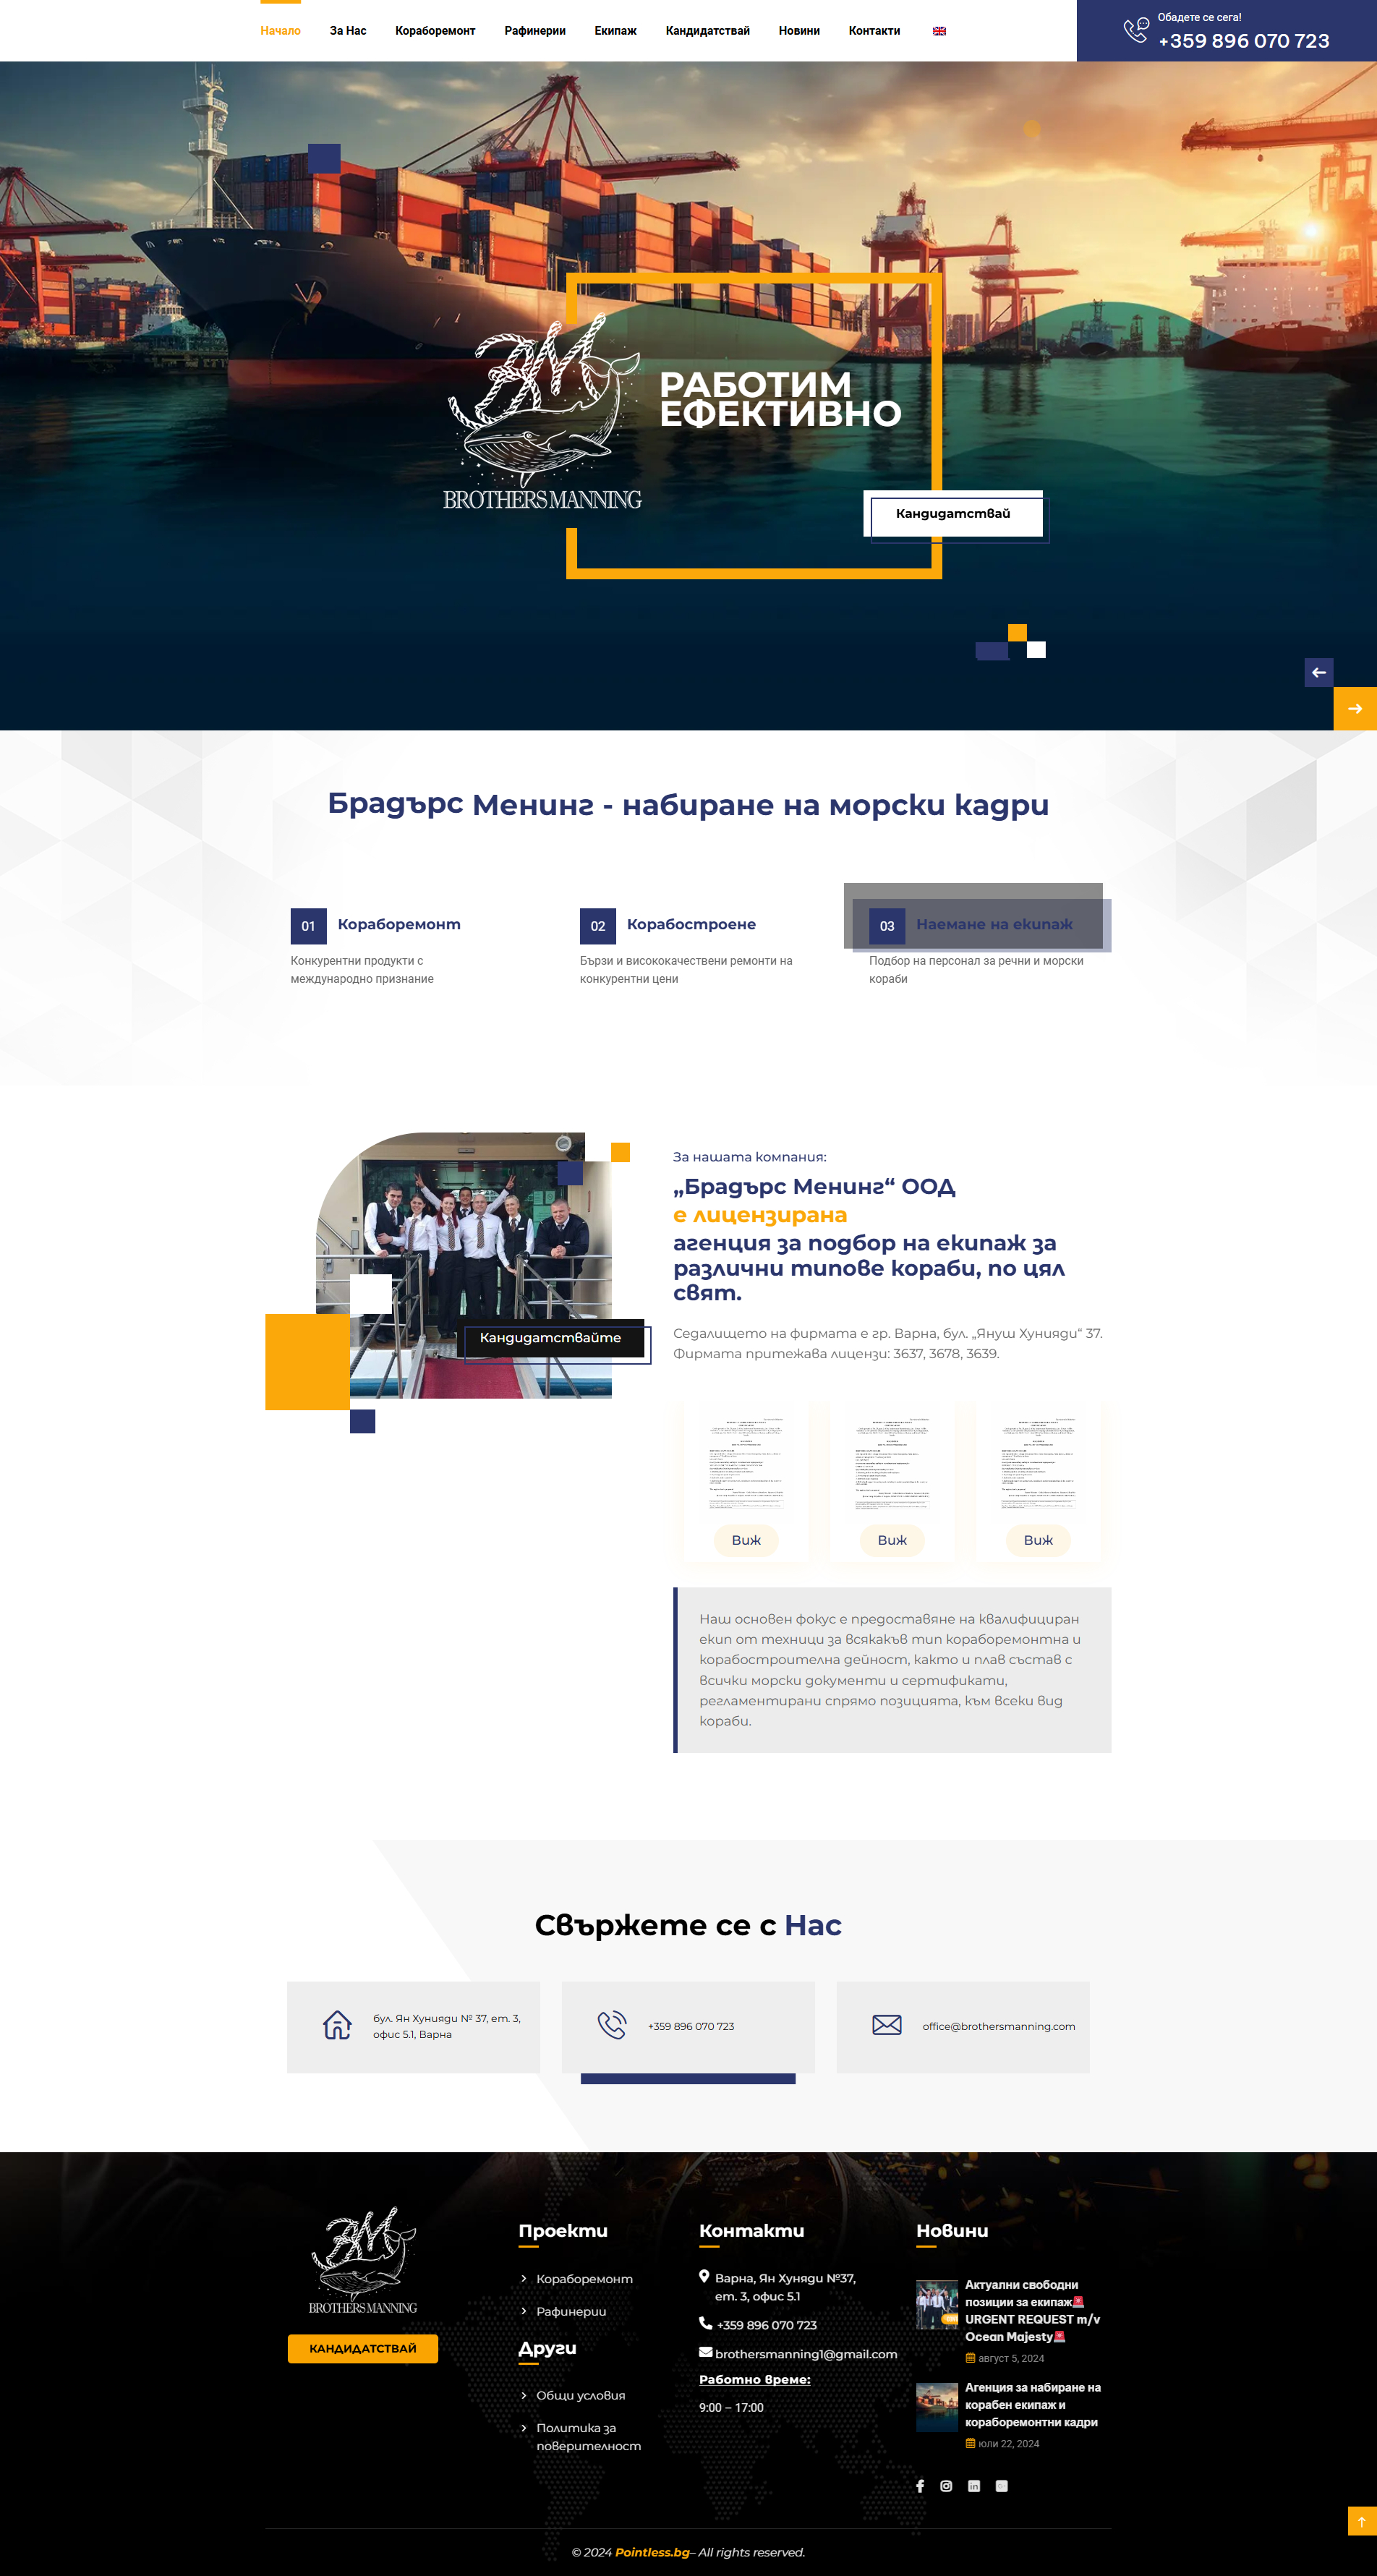 Начало
За Нас
Кораборемонт
Рафинерии
Екипаж
Кандидатствай
Новини
Контакти
Обадете се сега!
+359 896 070 723
BM
BROTHERS MANNING
РАБОТИМ
ЕФЕКТИВНО
Кандидатствай
Брадърс Менинг - набиране на морски кадри
01
Кораборемонт
Конкурентни продукти с
международно признание
02
Корабостроене
Бързи и висококачествени ремонти на
конкурентни цени
03
Наемане на екипаж
Подбор на персонал за речни и морски
кораби
Кандидатствайте
За нашата компания:
„Брадърс Менинг“ ООД
е лицензирана
агенция за подбор на екипаж за
различни типове кораби, по цял
свят.
Седалището на фирмата е гр. Варна, бул. „Януш Хунияди“ 37.
Фирмата притежава лицензи: 3637, 3678, 3639.
Виж
Виж
Виж
Наш основен фокус е предоставяне на квалифициран
екип от техници за всякакъв тип кораборемонтна и
корабостроителна дейност, както и плав състав с
всички морски документи и сертификати,
регламентирани спрямо позицията, към всеки вид
кораби.
Свържете се с Нас
бул. Ян Хунияди № 37, ет. 3,
офис 5.1, Варна
+359 896 070 723
office@brothersmanning.com
BM
BROTHERS MANNING
КАНДИДАТСТВАЙ
Проекти
Кораборемонт
Рафинерии
Други
Общи условия
Политика за
поверителност
Контакти
Варна, Ян Хуняди №37,
ет. 3, офис 5.1
+359 896 070 723
brothersmanning1@gmail.com
Работно време:
9:00 – 17:00
Новини
Актуални свободни
позиции за екипаж🚨
URGENT REQUEST m/v
Ocean Majesty🚨
август 5, 2024
Агенция за набиране на
корабен екипаж и
кораборемонтни кадри
юли 22, 2024
© 2024 Pointless.bg– All rights reserved.